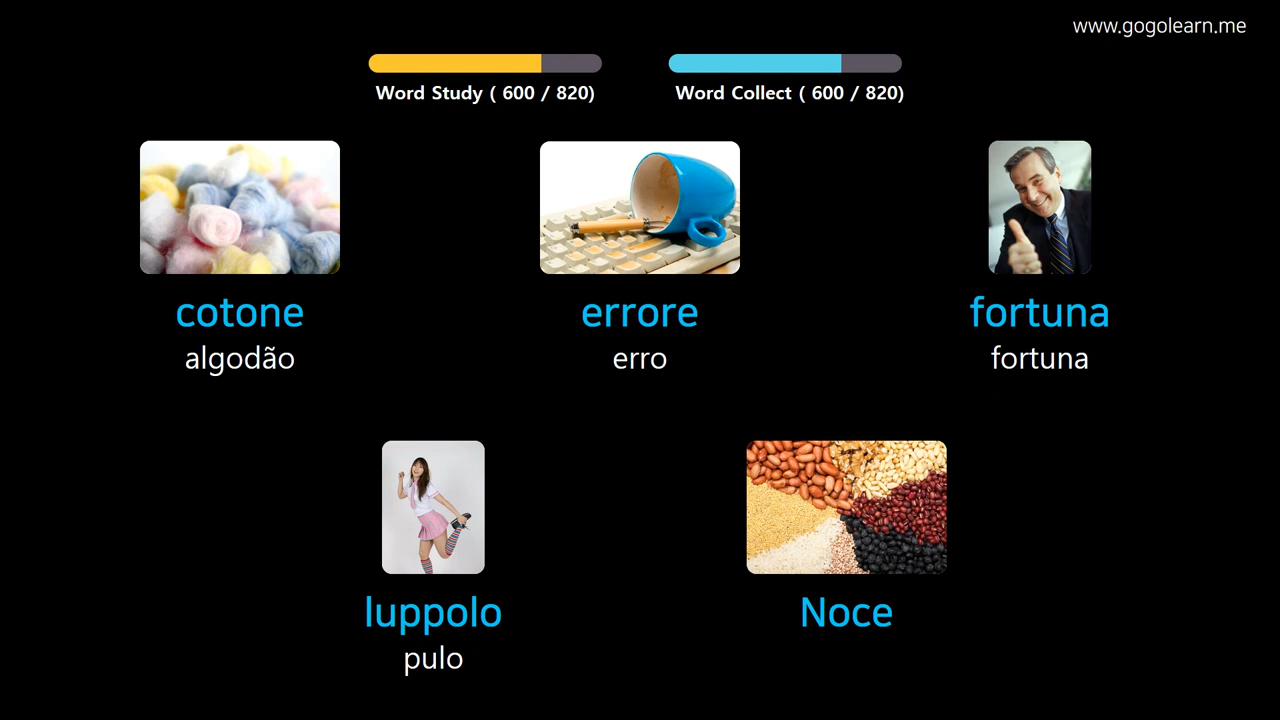 www.gogolearn.me
Word Study ( 600 / 820)
Word Collect ( 600 / 820)
cotone
algodão
errore
erro
fortuna
fortuna
luppolo
pulo
Noce